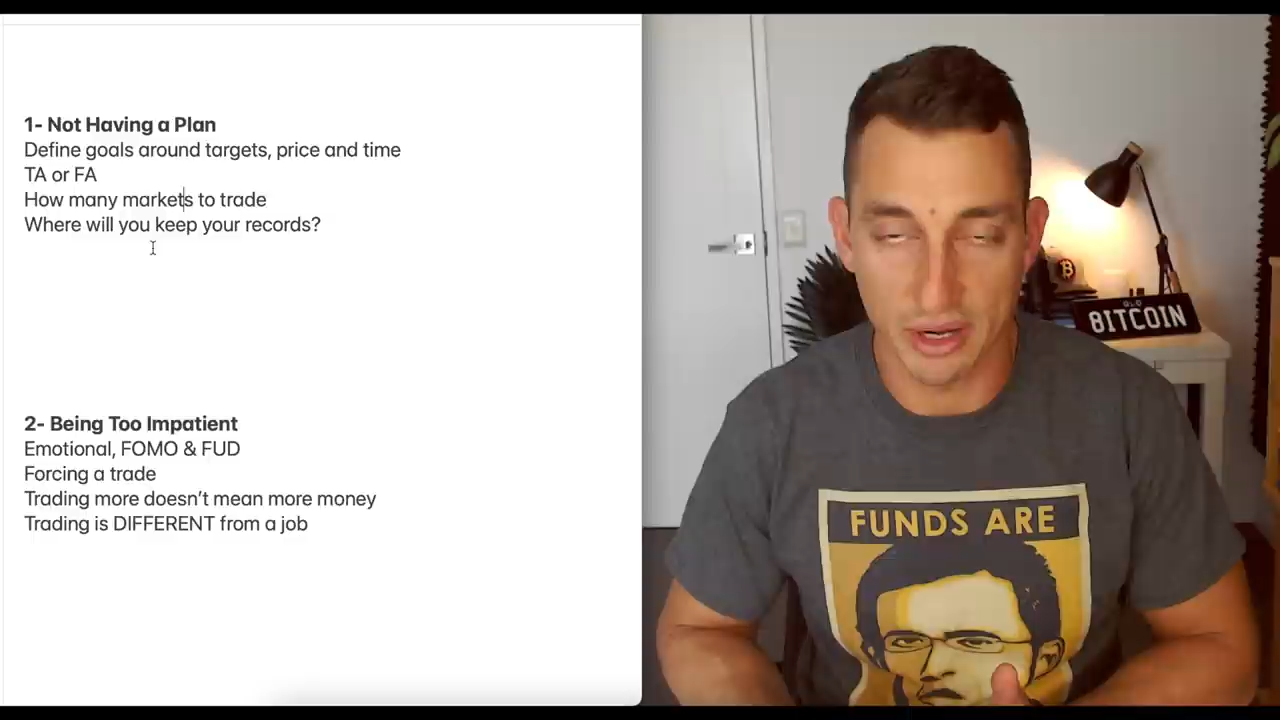 1- Not Having a Plan
Define goals around targets, price and time
TA or FA
How many markets to trade
Where will you keep your records?
2- Being Too Impatient
Emotional, FOMO & FUD
Forcing a trade
Trading more doesn't mean more money
Trading is DIFFERENT from a job
QLD
BITCOIN
FUNDS ARE